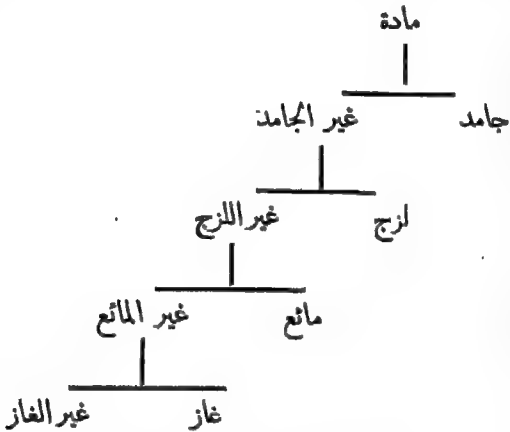 مادة
جامد غير الجامد
لزج غير اللزج
مائع غير المائع
غاز غير الغاز